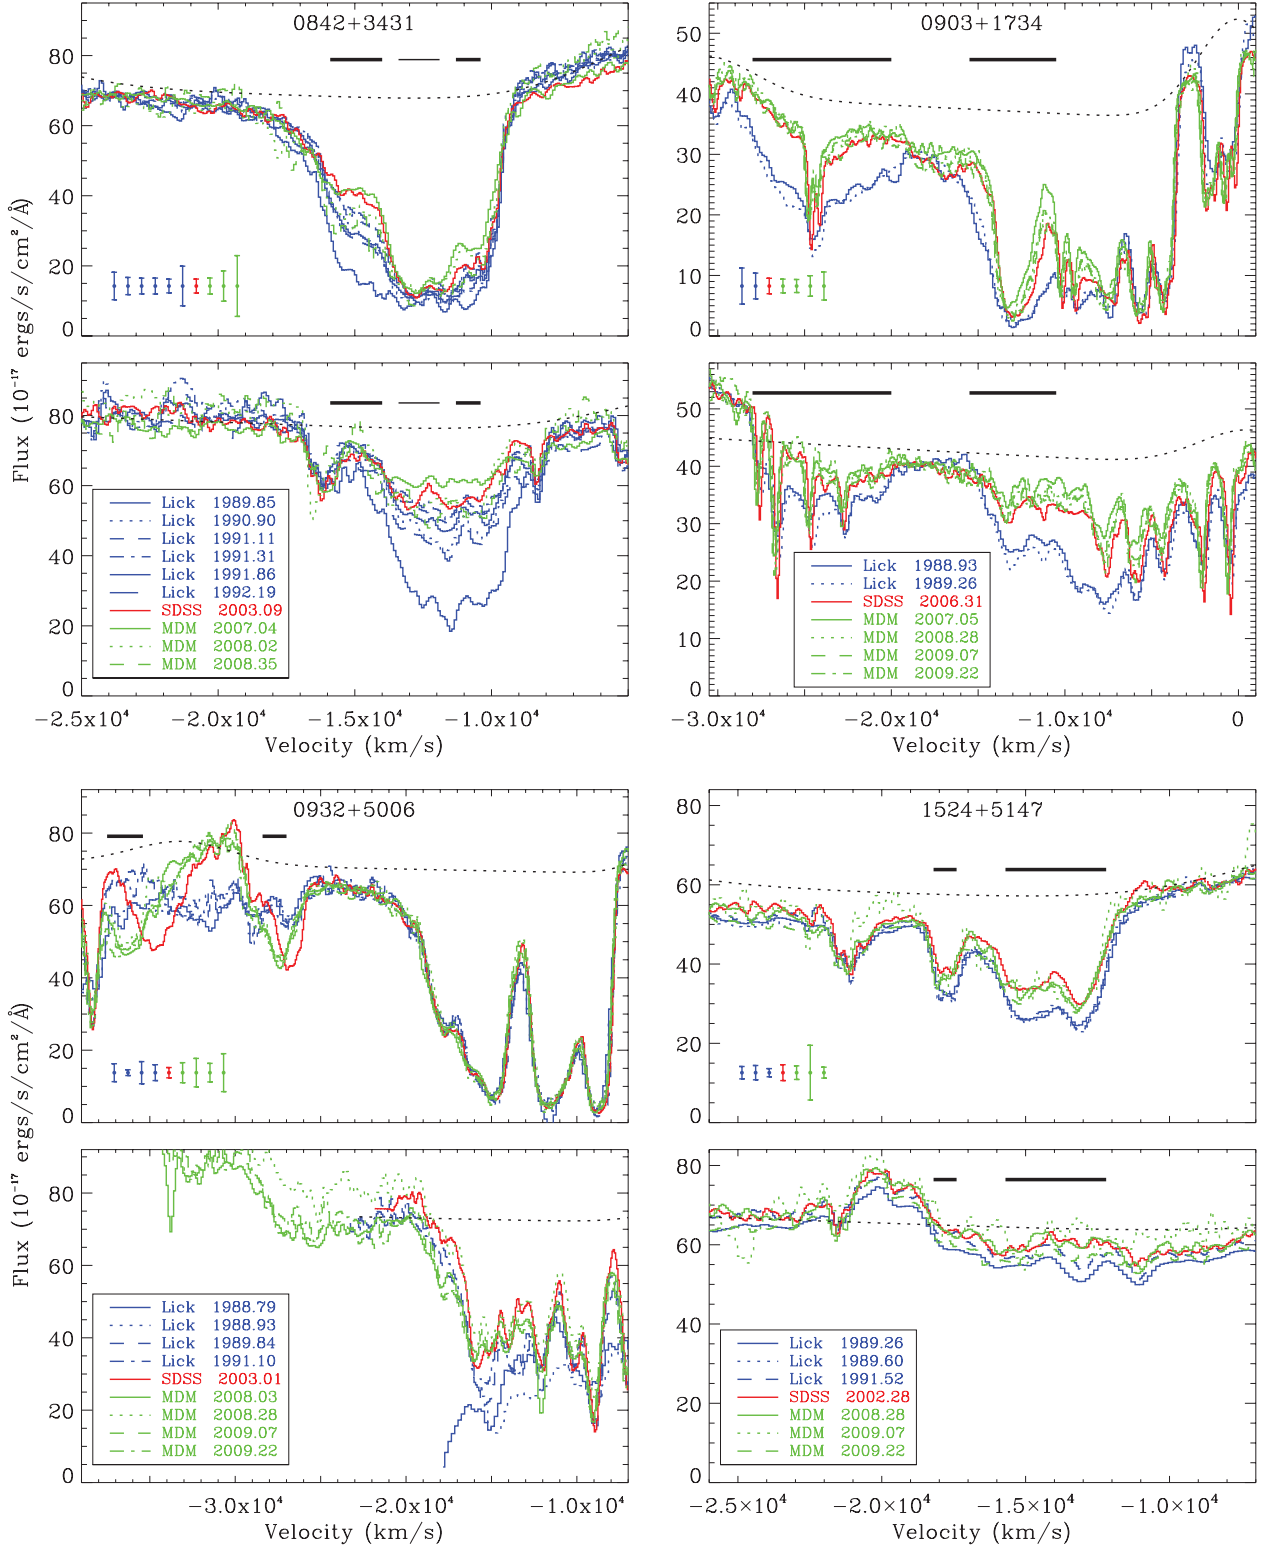 0842+3431
80
60
40
20
0
80
60
40
20
0
Lick 1989.85
Lick 1990.90
Lick 1991.11
Lick 1991.31
Lick 1991.86
Lick 1992.19
SDSS 2003.09
MDM 2007.04
MDM 2008.02
MDM 2008.35
−2.5x10⁴ −2.0x10⁴ −1.5x10⁴ −1.0x10⁴
Velocity (km/s)
Flux (10⁻¹⁷ ergs/s/cm²/Å)
0903+1734
50
40
30
20
10
0
50
40
30
20
10
0
Lick 1988.93
Lick 1989.26
SDSS 2006.31
MDM 2007.05
MDM 2008.28
MDM 2009.07
MDM 2009.22
−3.0x10⁴ −2.0x10⁴ −1.0x10⁴ 0
Velocity (km/s)
0932+5006
80
60
40
20
0
80
60
40
20
0
Lick 1988.79
Lick 1988.93
Lick 1989.84
Lick 1991.10
SDSS 2003.01
MDM 2008.03
MDM 2008.28
MDM 2009.07
MDM 2009.22
−3.0x10⁴ −2.0x10⁴ −1.0x10⁴
Velocity (km/s)
Flux (10⁻¹⁷ ergs/s/cm²/Å)
1524+5147
80
60
40
20
0
80
60
40
20
0
Lick 1989.26
Lick 1989.60
Lick 1991.52
SDSS 2002.28
MDM 2008.28
MDM 2009.07
MDM 2009.22
−2.5×10⁴ −2.0×10⁴ −1.5×10⁴ −1.0×10⁴
Velocity (km/s)